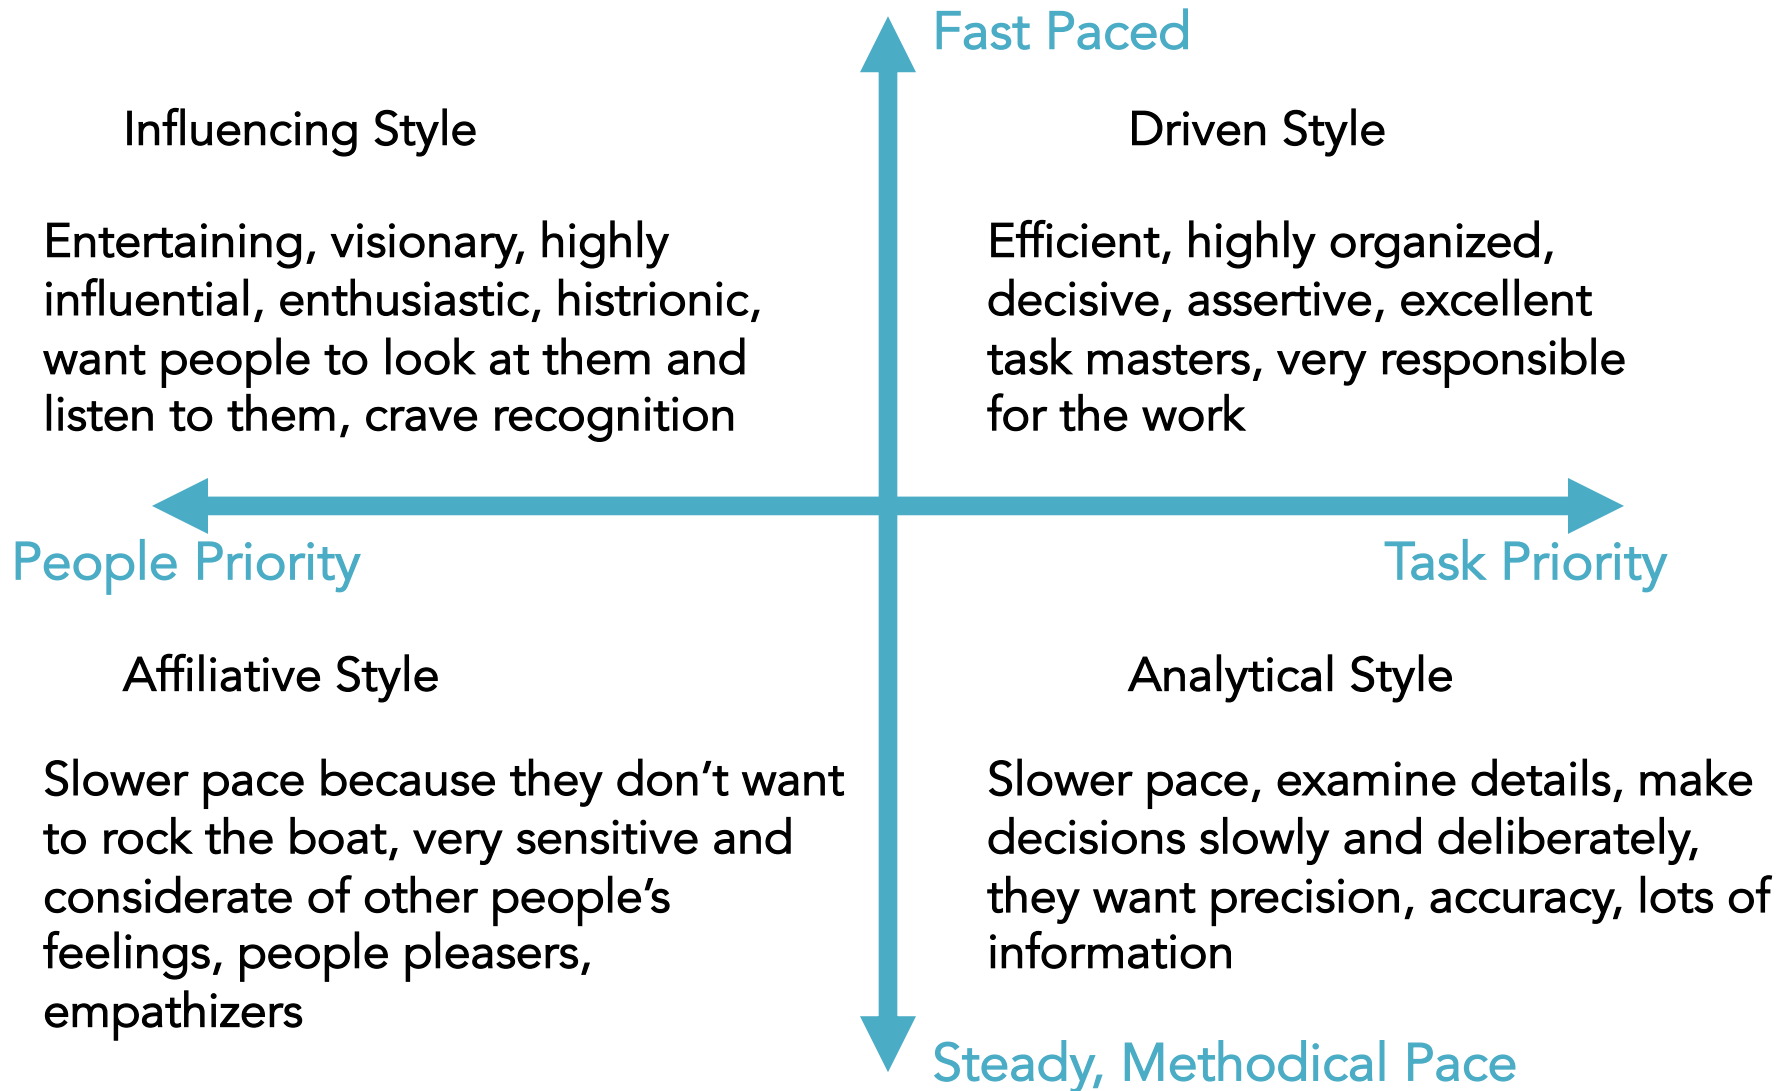 Fast Paced
Influencing Style
Entertaining, visionary, highly
influential, enthusiastic, histrionic,
want people to look at them and
listen to them, crave recognition
Driven Style
Efficient, highly organized,
decisive, assertive, excellent
task masters, very responsible
for the work
People Priority
Task Priority
Affiliative Style
Slower pace because they don’t want
to rock the boat, very sensitive and
considerate of other people’s
feelings, people pleasers,
empathizers
Analytical Style
Slower pace, examine details, make
decisions slowly and deliberately,
they want precision, accuracy, lots of
information
Steady, Methodical Pace